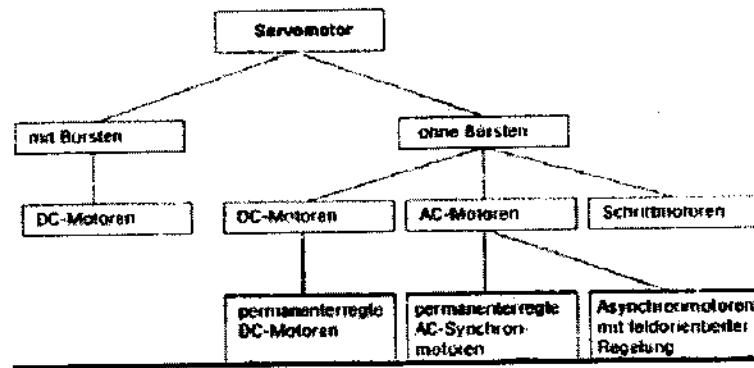 Servomotor
mit Bürsten
ohne Bürsten
DC-Motoren
DC-Motoren
AC-Motoren
Schrittmotoren
permanenterregte
DC-Motoren
permanenterregte
AC-Synchron-
motoren
Asynchronmotoren
mit feldorientierter
Regelung